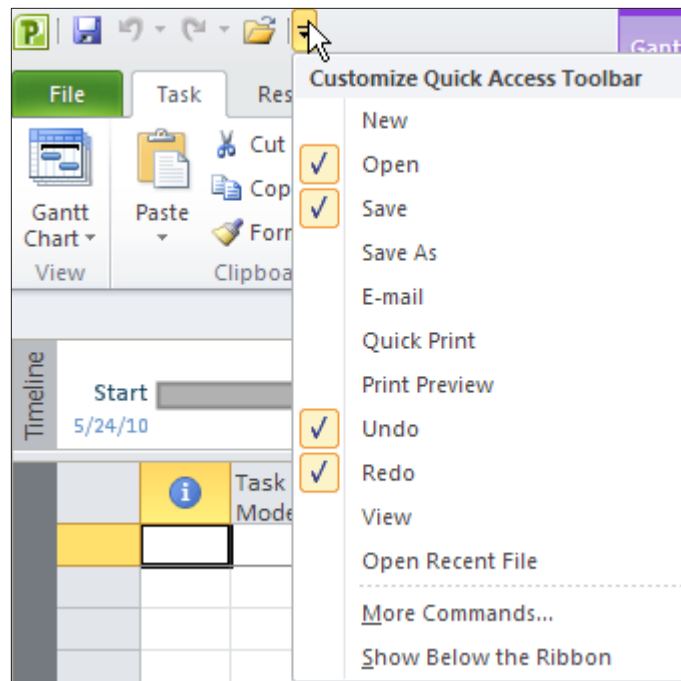 P
Gant
Customize Quick Access Toolbar
File
Task
Res
New
Open
Save
Save As
E-mail
Quick Print
Print Preview
Undo
Redo
View
Open Recent File
More Commands...
Show Below the Ribbon
Cut
Cop
Forr
Gantt
Chart
Paste
View
Clipboa
Timeline
Start
5/24/10
Task
Mode